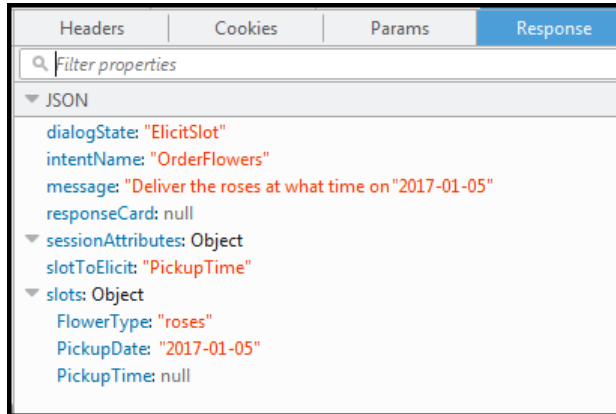 Headers Cookies Params Response
Filter properties
JSON
dialogState: "ElicitSlot"
intentName: "OrderFlowers"
message: "Deliver the roses at what time on "2017-01-05"
responseCard: null
sessionAttributes: Object
slotToElicit: "PickupTime"
slots: Object
FlowerType: "roses"
PickupDate: "2017-01-05"
PickupTime: null